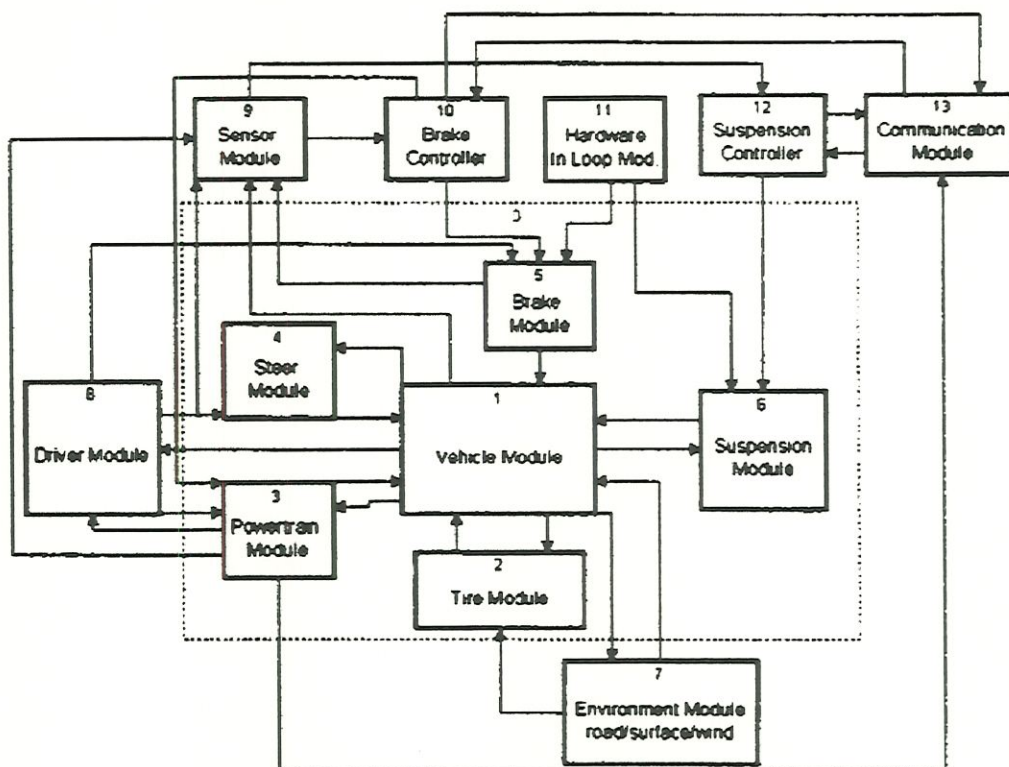 9
Sensor
Module
10
Brake
Controller
11
Hardware
In Loop Mod.
12
Suspension
Controller
13
Communication
Module
5
Brake
Module
4
Steer
Module
8
Driver Module
1
Vehicle Module
6
Suspension
Module
3
Powertrain
Module
2
Tire Module
7
Environment Module
road/surface/wind